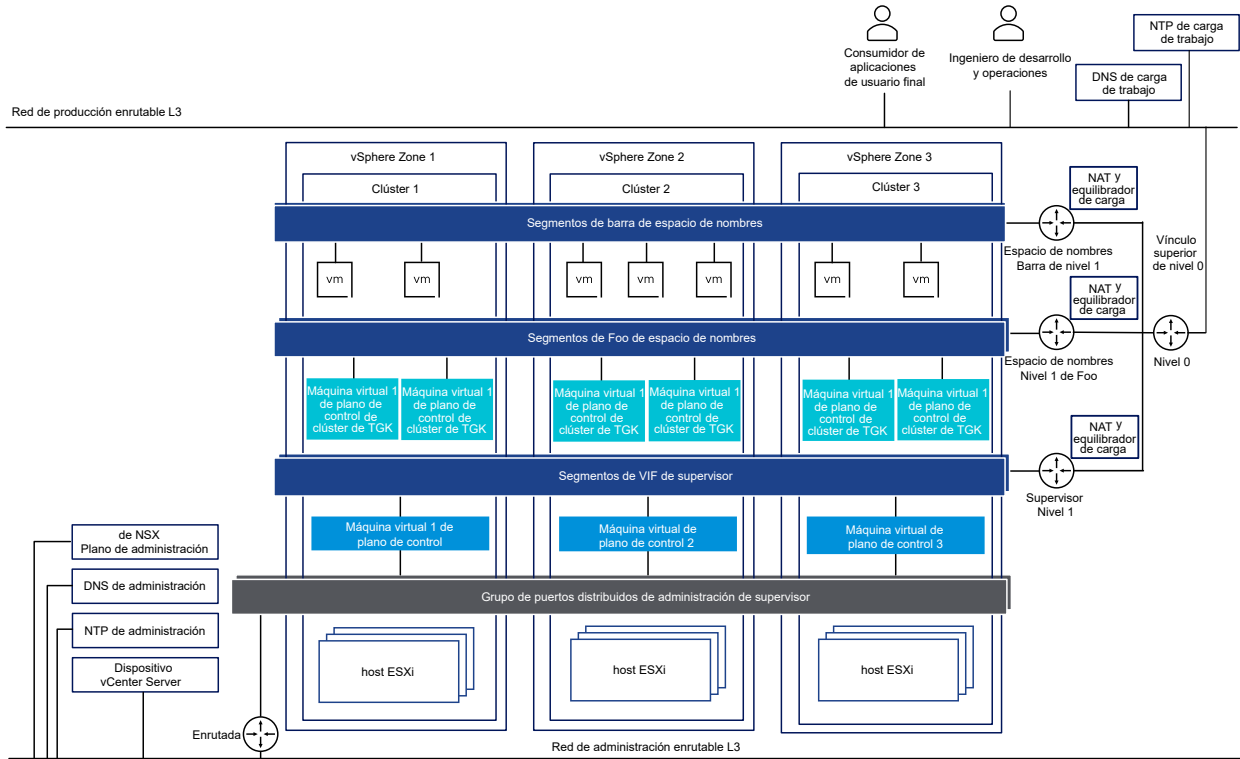 NTP de carga
de trabajo
Consumidor de
aplicaciones
de usuario final
Ingeniero de desarrollo
y operaciones
DNS de carga
de trabajo
Red de producción enrutable L3
vSphere Zone 1
vSphere Zone 2
vSphere Zone 3
Clúster 1
Clúster 2
Clúster 3
NAT y
equilibrador
de carga
Segmentos de barra de espacio de nombres
Espacio de nombres
Barra de nivel 1
Vínculo
superior
de nivel 0
vm
vm
vm
vm
vm
vm
vm
NAT y
equilibrador
de carga
Segmentos de Foo de espacio de nombres
Espacio de nombres
Nivel 1 de Foo
Nivel 0
Máquina virtual 1
de plano de
control de
clúster de TGK
Máquina virtual 1
de plano de
control de
clúster de TGK
Máquina virtual 1
de plano de
control de
clúster de TGK
Máquina virtual 1
de plano de
control de
clúster de TGK
Máquina virtual 1
de plano de
control de
clúster de TGK
Máquina virtual 1
de plano de
control de
clúster de TGK
NAT y
equilibrador
de carga
Segmentos de VIF de supervisor
Supervisor
Nivel 1
Máquina virtual 1 de
plano de control
Máquina virtual de
plano de control 2
Máquina virtual de
plano de control 3
de NSX
Plano de administración
DNS de administración
NTP de administración
Dispositivo
vCenter Server
Grupo de puertos distribuidos de administración de supervisor
host ESXi
host ESXi
host ESXi
Enrutada
Red de administración enrutable L3